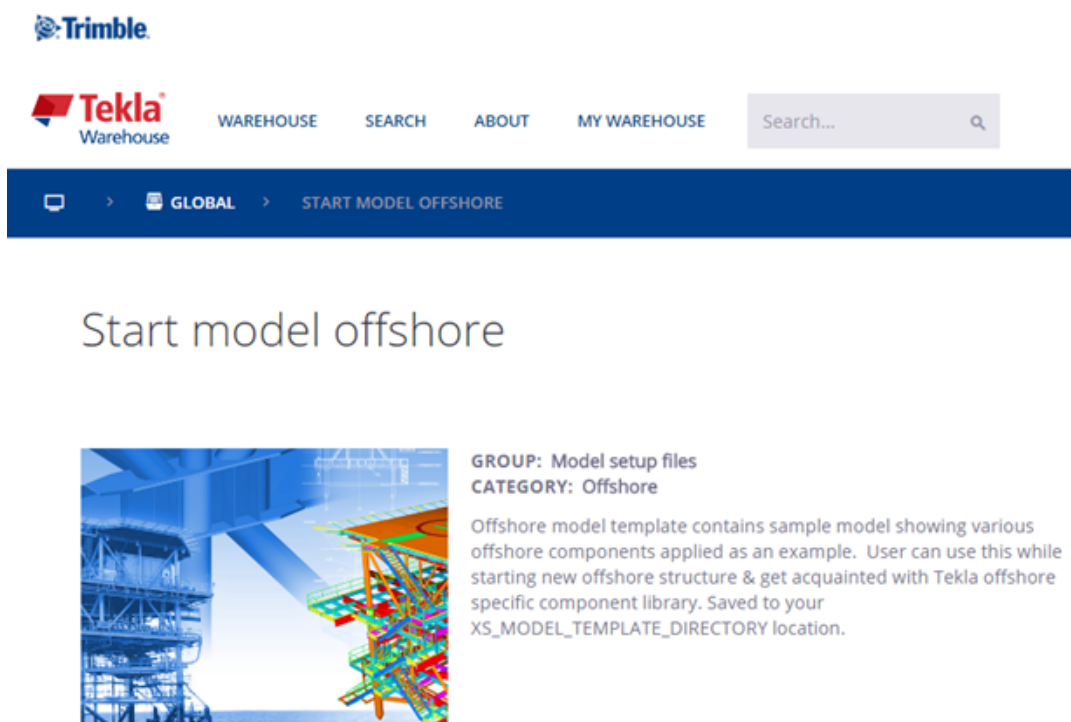 Trimble.
Tekla®
Warehouse
WAREHOUSE SEARCH ABOUT MY WAREHOUSE Search...
GLOBAL > START MODEL OFFSHORE
Start model offshore
GROUP: Model setup files
CATEGORY: Offshore
Offshore model template contains sample model showing various
offshore components applied as an example. User can use this while
starting new offshore structure & get acquainted with Tekla offshore
specific component library. Saved to your
XS_MODEL_TEMPLATE_DIRECTORY location.